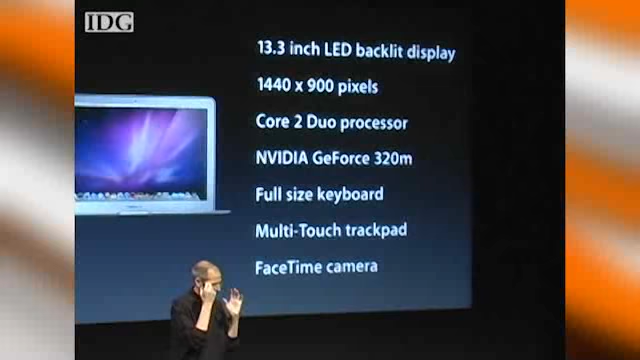 IDG
13.3 inch LED backlit display
1440 x 900 pixels
Core 2 Duo processor
NVIDIA GeForce 320m
Full size keyboard
Multi-Touch trackpad
FaceTime camera